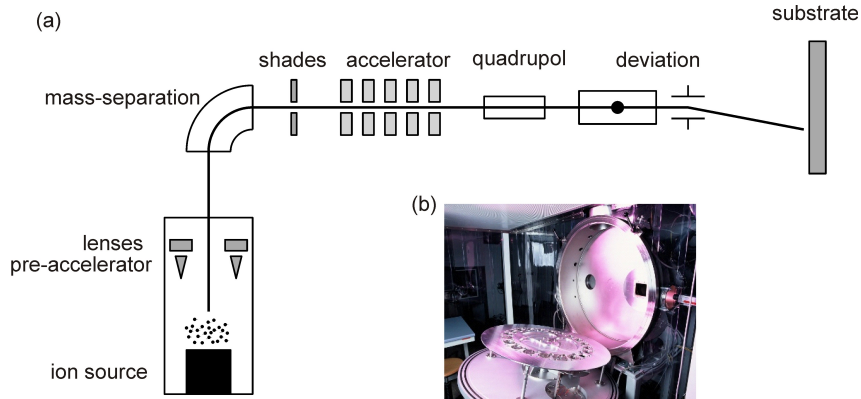 (a)
substrate
shades
accelerator
quadrupol
deviation
mass-separation
(b)
lenses
pre-accelerator
ion source